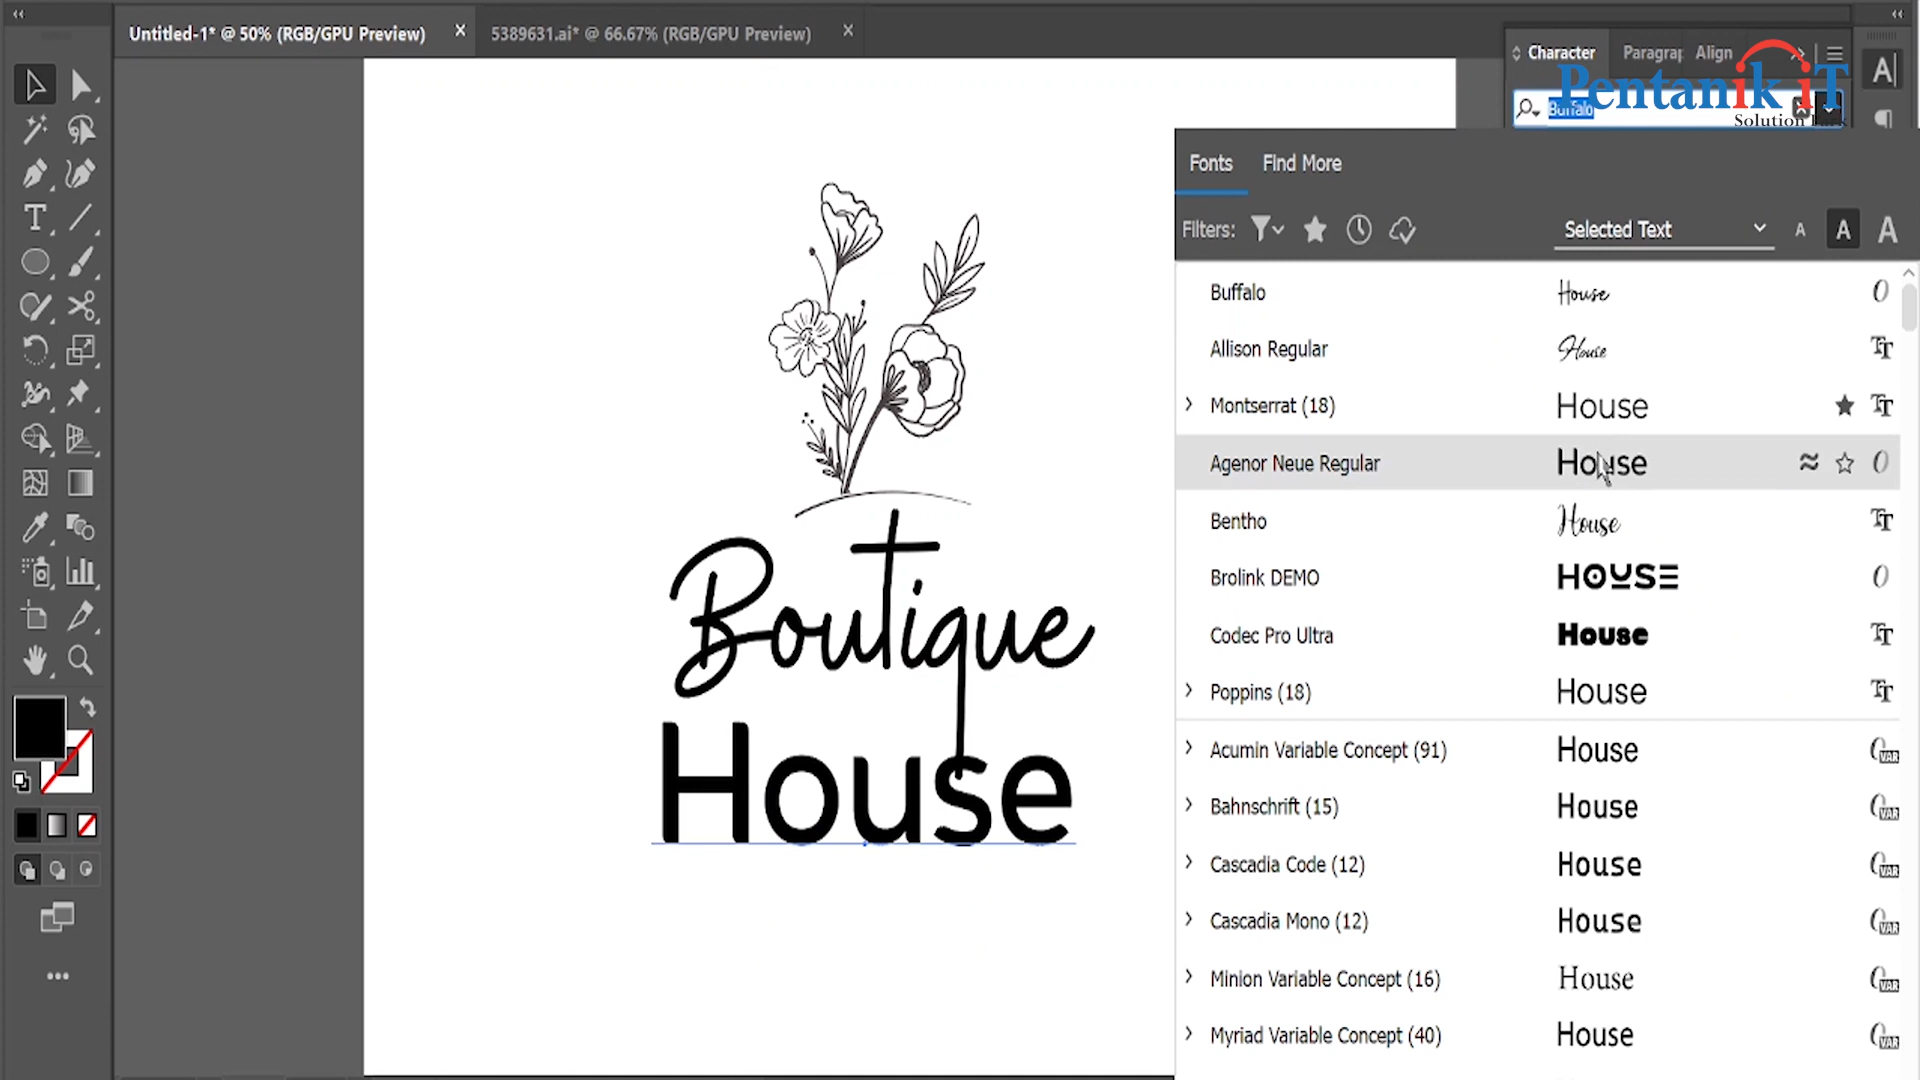 Untitled-1* @ 50% (RGB/GPU Preview)
5389631.ai* @ 66.67% (RGB/GPU Preview)
Character
Paragrap
Align
Pentanik iT
Solution Park
Buffalo
Fonts
Find More
Filters:
Selected Text
A A A
Buffalo House
Allison Regular House
Montserrat (18) House
Agenor Neue Regular House
Bentho House
Brolink DEMO HOUSE
Codec Pro Ultra House
Poppins (18) House
Acumin Variable Concept (91) House
Bahnschrift (15) House
Cascadia Code (12) House
Cascadia Mono (12) House
Minion Variable Concept (16) House
Myriad Variable Concept (40) House
Boutique
House